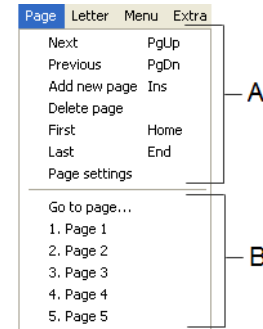 Page Letter Menu Extra
Next PgUp
Previous PgDn
Add new page Ins
Delete page
First Home
Last End
Page settings
A
Go to page...
1. Page 1
2. Page 2
3. Page 3
4. Page 4
5. Page 5
B